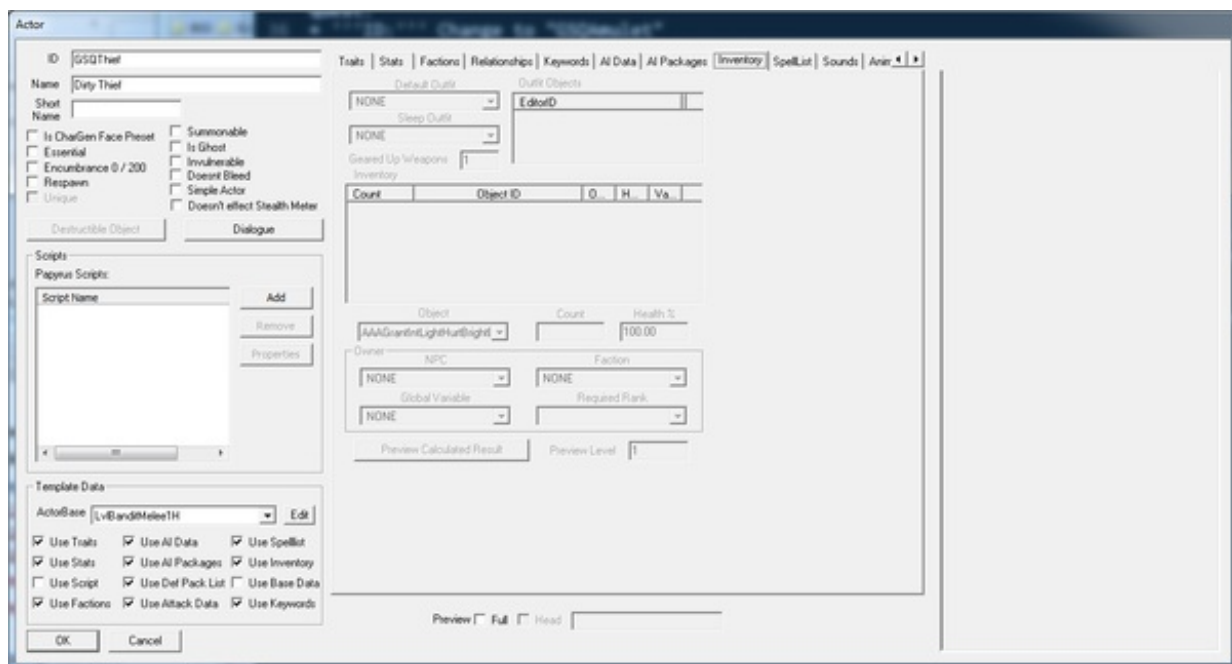 ''''ID:''' Change to "GSQAmulet"
Actor
ID GSQThief
Name Dirty Thief
Short Name
Is CharGen Face Preset
Essential
Encumbrance 0 / 200
Respawn
Unique
Summonable
Is Ghost
Invulnerable
Doesnt Bleed
Simple Actor
Doesn't effect Stealth Meter
Destructible Object Dialogue
Scripts
Papyrus Scripts:
Script Name
Add
Remove
Properties
Template Data
ActorBase LvlBanditMelee1H Edit
Use Traits Use AI Data Use Spelllist
Use Stats Use AI Packages Use Inventory
Use Script Use Def Pack List Use Base Data
Use Factions Use Attack Data Use Keywords
OK Cancel
Traits Stats Factions Relationships Keywords AI Data AI Packages Inventory SpellList Sounds Anim
Default Outfit
NONE
Sleep Outfit
NONE
Geared Up Weapons 1
Outfit Objects
EditorID
Inventory
Count Object ID O... H... Va...
Object Count Health %
100.00
Owner
NPC Faction
NONE NONE
Global Variable Required Rank
NONE
Preview Calculated Result Preview Level 1
Preview Full Head